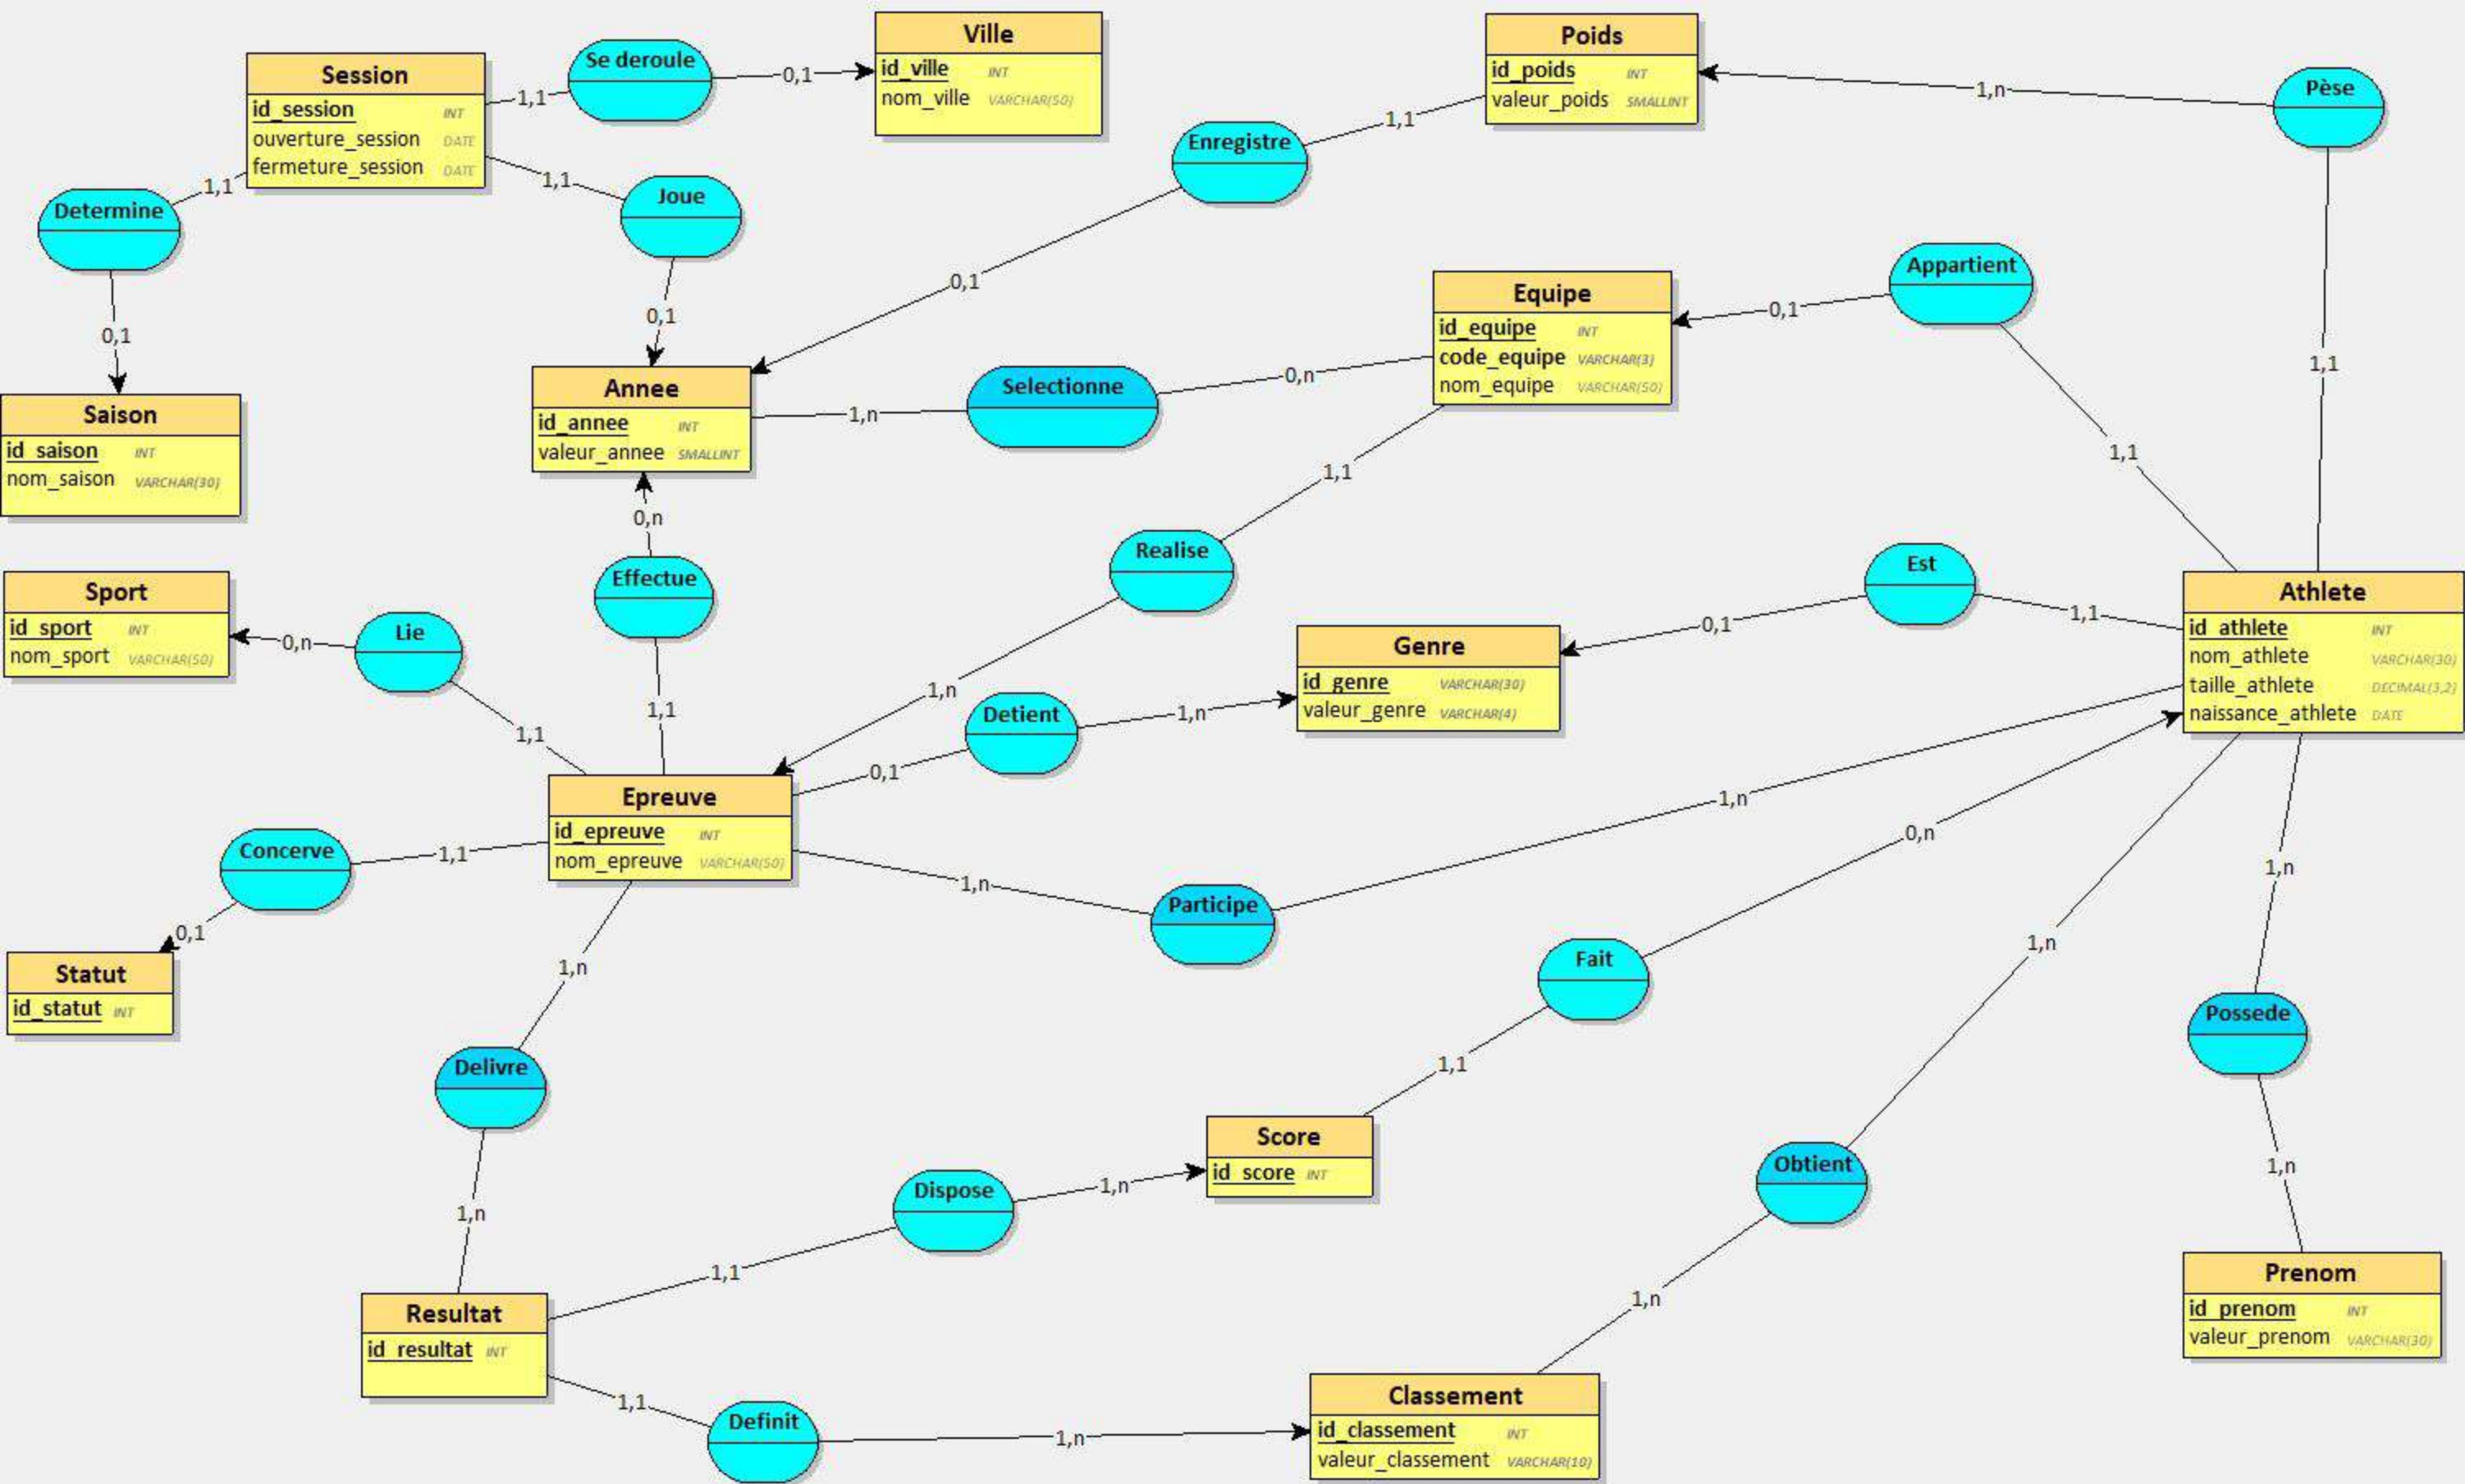 Ville
id_ville INT
nom_ville VARCHAR(50)
Poids
id_poids INT
valeur_poids SMALLINT
Session
id_session INT
ouverture_session DATE
fermeture_session DATE
Se deroule
1,1
0,1
Pèse
1,n
1,1
Enregistre
1,1
0,1
Determine
1,1
0,1
Joue
1,1
0,1
Appartient
0,1
1,1
Equipe
id_equipe INT
code_equipe VARCHAR(3)
nom_equipe VARCHAR(50)
Annee
id_annee INT
valeur_annee SMALLINT
Selectionne
1,n
0,n
Saison
id_saison INT
nom_saison VARCHAR(30)
Realise
1,1
1,n
Effectue
0,n
1,1
Est
0,1
1,1
Sport
id_sport INT
nom_sport VARCHAR(50)
Lie
0,n
1,1
Genre
id_genre VARCHAR(30)
valeur_genre VARCHAR(4)
Athlete
id_athlete INT
nom_athlete VARCHAR(30)
taille_athlete DECIMAL(3,2)
naissance_athlete DATE
Detient
0,1
1,n
Epreuve
id_epreuve INT
nom_epreuve VARCHAR(50)
Concerve
1,1
0,1
Participe
1,n
1,n
Fait
0,n
1,1
Statut
id_statut INT
Possede
1,n
1,n
Delivre
1,n
1,n
Score
id_score INT
Obtient
1,n
1,n
Dispose
1,1
1,n
Prenom
id_prenom INT
valeur_prenom VARCHAR(30)
Resultat
id_resultat INT
Definit
1,1
1,n
Classement
id_classement INT
valeur_classement VARCHAR(10)